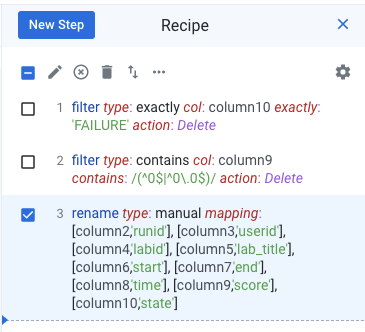 New Step
Recipe
1 filter type: exactly col: column10 exactly:
'FAILURE' action: Delete
2 filter type: contains col: column9
contains: /(^0$|^0\.0$)/ action: Delete
3 rename type: manual mapping:
[column2,'runid'], [column3,'userid'],
[column4,'labid'], [column5,'lab_title'],
[column6,'start'], [column7,'end'],
[column8,'time'], [column9,'score'],
[column10,'state']